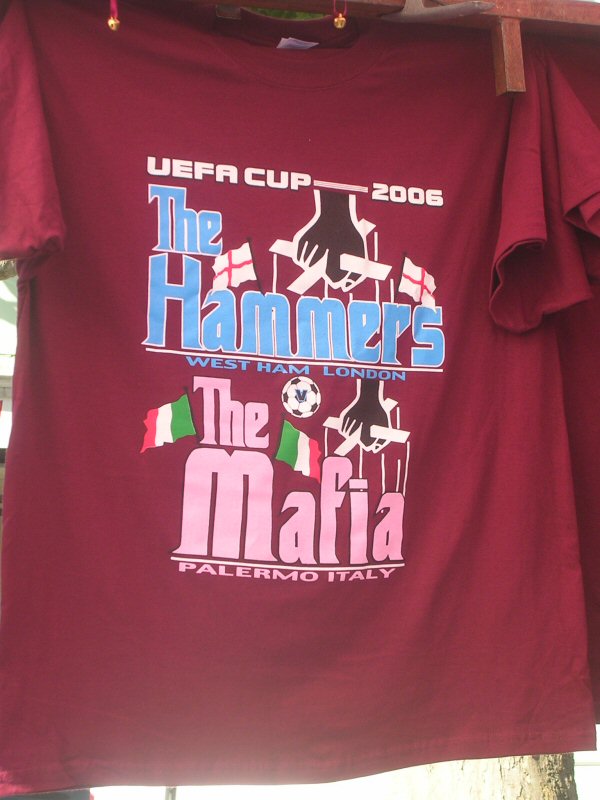 UEFA CUP 2006
The
Hammers
WEST HAM LONDON
The
V
Mafia
PALERMO ITALY